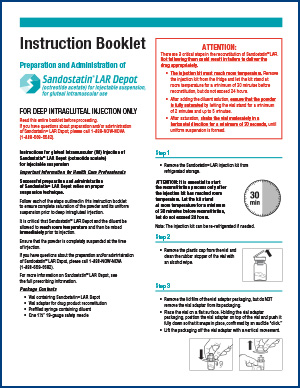 Instruction Booklet
Preparation and Administration of
Sandostatin® LAR Depot
(octreotide acetate) for injectable suspension
for gluteal intramuscular use
FOR DEEP INTRAGLUTEAL INJECTION ONLY
Read this entire booklet before proceeding.
If you have questions about preparation and/or administration
of Sandostatin® LAR Depot, please call 1-888-NOW-NOVA
(1-888-669-6682).
Instructions for gluteal intramuscular (IM) injections of
Sandostatin® LAR Depot (octreotide acetate)
for injectable suspension
Important Information for Health Care Professionals
Successful preparation and administration
of Sandostatin® LAR Depot relies on proper
suspension technique.
Follow each of the steps outlined in this instruction booklet
to ensure complete saturation of the powder and its uniform
suspension prior to deep intragluteal injection.
It is critical that Sandostatin® LAR Depot and the diluent be
allowed to reach room temperature and then be mixed
immediately prior to injection.
Ensure that the powder is completely suspended at the time
of injection.
If you have questions about the preparation and/or administration
of Sandostatin® LAR Depot, please call 1-888-NOW-NOVA
(1-888-669-6682).
For more information on Sandostatin® LAR Depot, see
the full prescribing information.
Package Contents
• Vial containing Sandostatin® LAR Depot
• Vial adapter for drug product reconstitution
• Prefilled syringe containing diluent
• One 1½" 19-gauge safety needle
ATTENTION:
There are 3 critical steps in the reconstitution of Sandostatin® LAR.
Not following them could result in failure to deliver the
drug appropriately.
• The injection kit must reach room temperature. Remove
the injection kit from the fridge and let the kit stand at
room temperature for a minimum of 30 minutes before
reconstitution, but do not exceed 24 hours.
• After adding the diluent solution, ensure that the powder
is fully saturated by letting the vial stand for a minimum
of 2 minutes and up to 5 minutes.
• After saturation, shake the vial moderately in a
horizontal direction for a minimum of 30 seconds, until
uniform suspension is formed.
Step 1
• Remove the Sandostatin® LAR injection kit from
refrigerated storage.
ATTENTION: It is essential to start
the reconstitution process only after
the injection kit has reached room
temperature. Let the kit stand
at room temperature for a minimum
of 30 minutes before reconstitution,
but do not exceed 24 hours.
30
min
Note: The injection kit can be re-refrigerated if needed.
Step 2
• Remove the plastic cap from the vial and
clean the rubber stopper of the vial with
an alcohol wipe.
Step 3
• Remove the lid film of the vial adapter packaging, but do NOT
remove the vial adapter from its packaging.
• Place the vial on a flat surface. Holding the vial adapter
packaging, position the vial adapter on top of the vial and push it
fully down so that it snaps in place, confirmed by an audible "click."
• Lift the packaging off the vial adapter with a vertical movement.